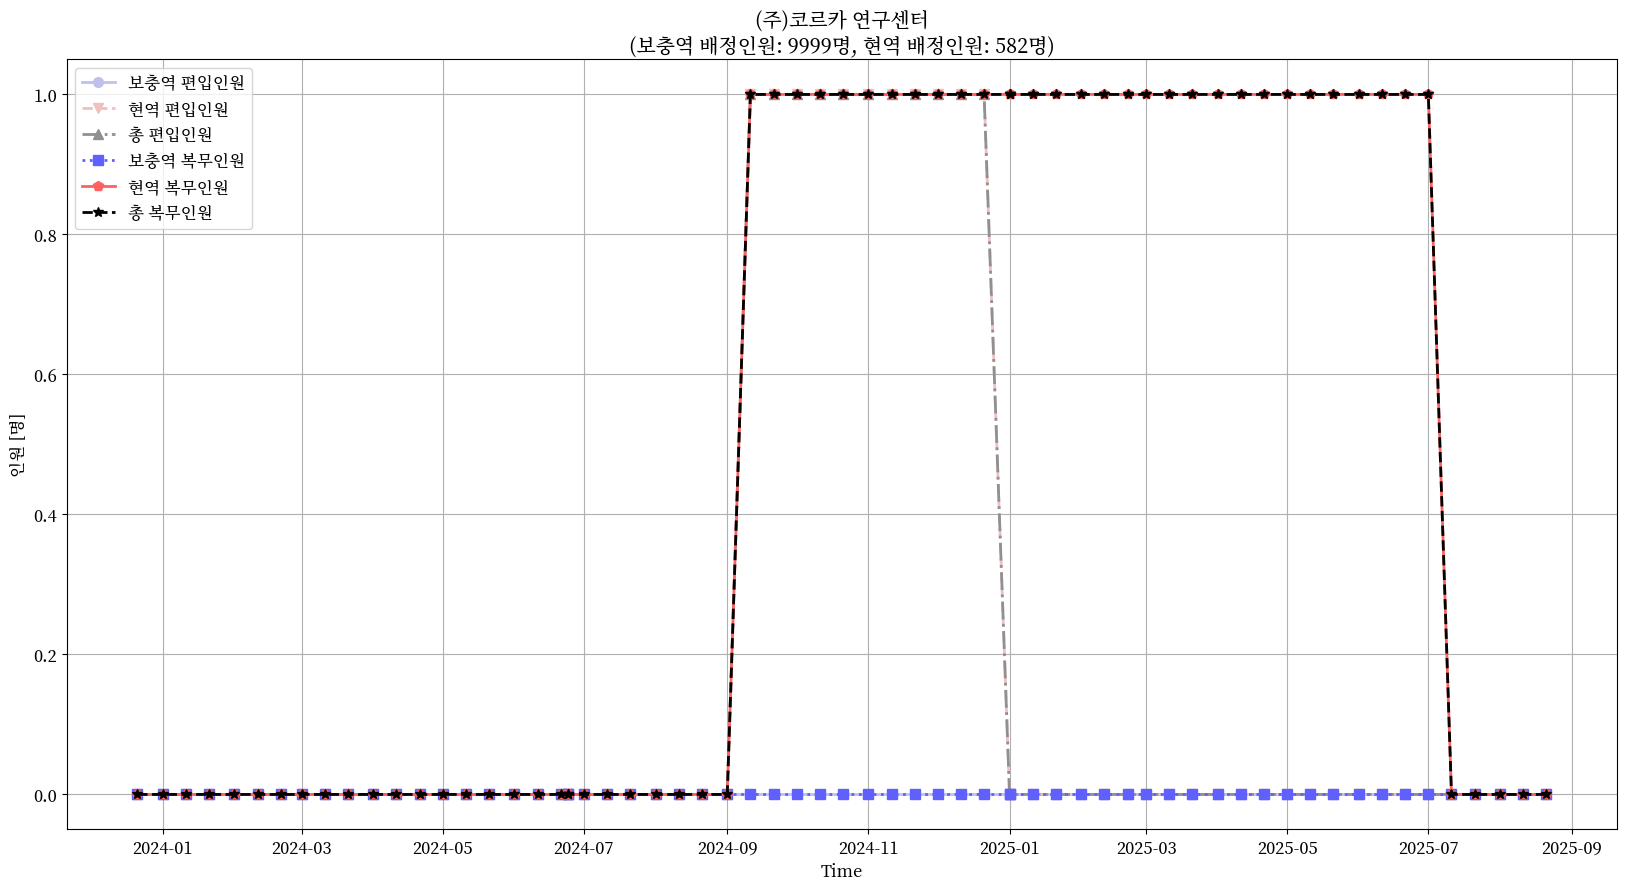 (주)코르카 연구센터
(보충역 배정인원: 9999명, 현역 배정인원: 582명)
보충역 편입인원
현역 편입인원
총 편입인원
보충역 복무인원
현역 복무인원
총 복무인원
인원 [명]
1.0
0.8
0.6
0.4
0.2
0.0
2024-01 2024-03 2024-05 2024-07 2024-09 2024-11 2025-01 2025-03 2025-05 2025-07 2025-09
Time